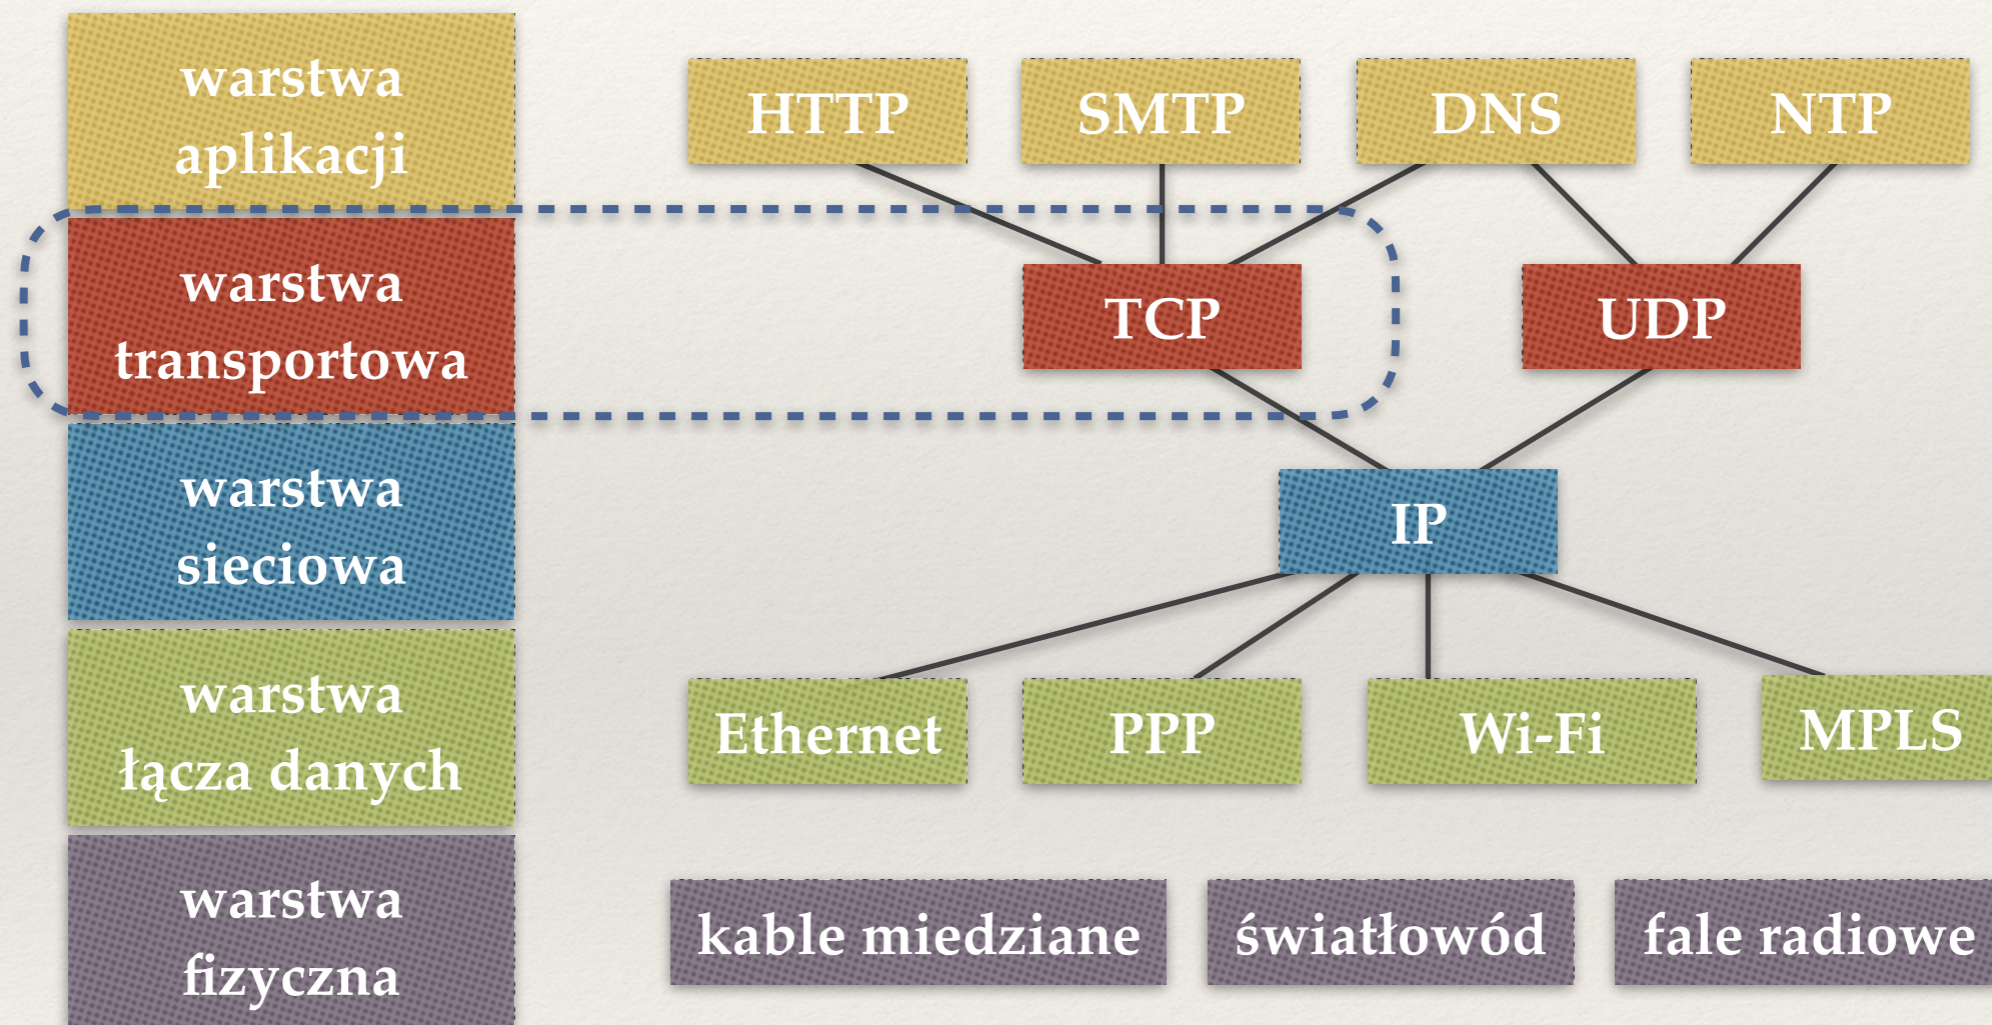 warstwa
aplikacji
HTTP
SMTP
DNS
NTP
warstwa
transportowa
TCP
UDP
warstwa
sieciowa
IP
warstwa
łącza danych
Ethernet
PPP
Wi-Fi
MPLS
warstwa
fizyczna
kable miedziane
światłowód
fale radiowe